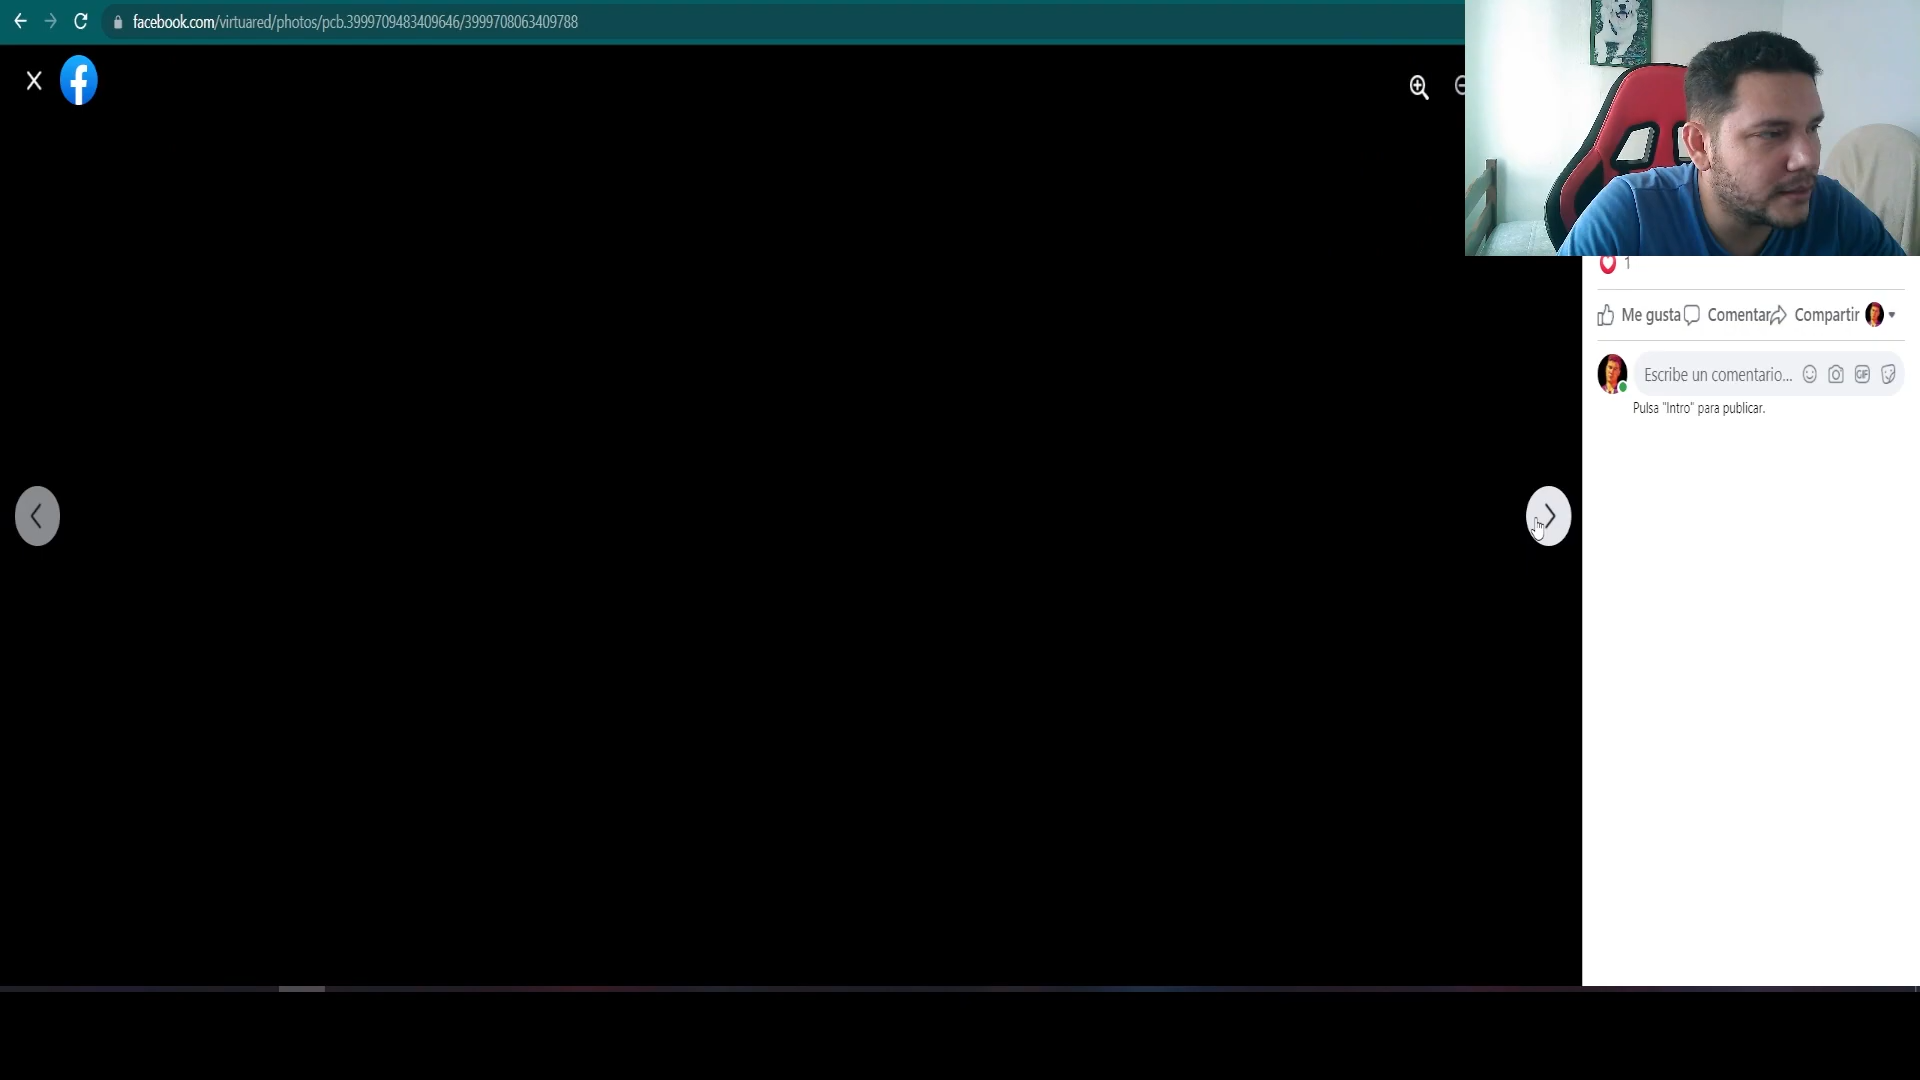 facebook.com/virtuared/photos/pcb.3999709483409646/3999708063409788
1
Me gusta Comentar Compartir
Escribe un comentario...
GIF
Pulsa "Intro" para publicar.